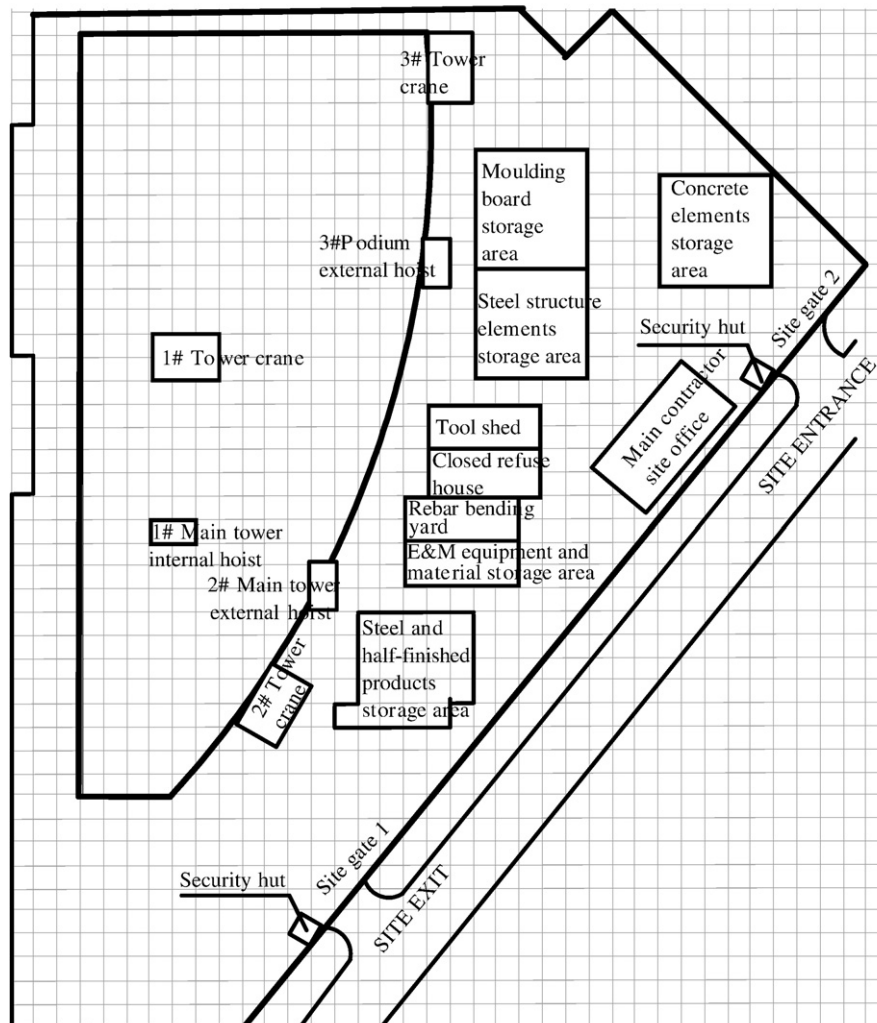 3# Tower
crane
Moulding
board
storage
area
Concrete
elements
storage
area
3#Podium
external hoist
Steel structure
elements
storage area
Site gate 2
Security hut
1# Tower crane
Main contractor
site office
SITE ENTRANCE
Tool shed
Closed refuse
house
Rebar bending
yard
E&M equipment and
material storage area
1# Main tower
internal hoist
2# Main tower
external hoist
Steel and
half-finished
products
storage area
2# Tower
crane
Site gate 1
Security hut
SITE EXIT